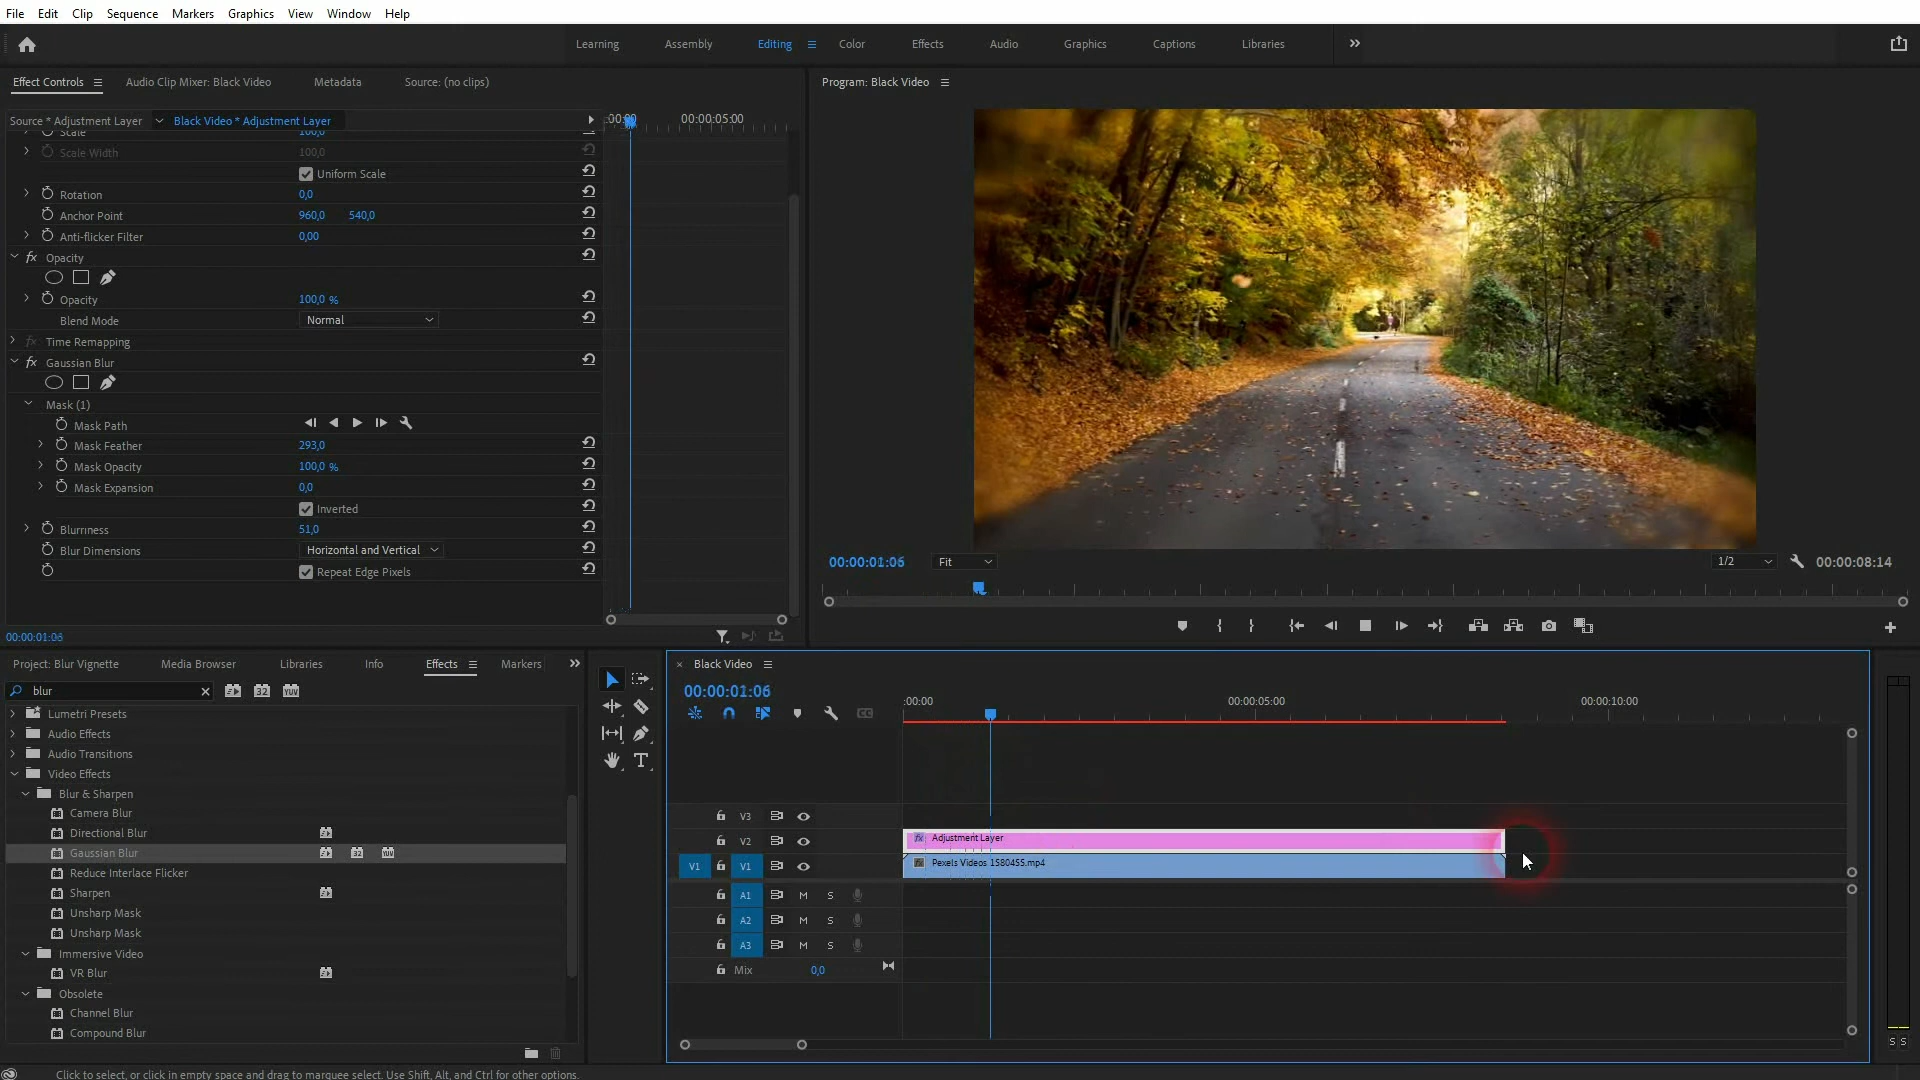 File Edit Clip Sequence Markers Graphics View Window Help
Learning Assembly Editing Color Effects Audio Graphics Captions Libraries
Effect Controls Audio Clip Mixer: Black Video Metadata Source: (no clips)
Source * Adjustment Layer Black Video * Adjustment Layer
:00:00 00:00:05:00
Scale 100,0
Scale Width 100,0
Uniform Scale
Rotation 0,0
Anchor Point 960,0 540,0
Anti-flicker Filter 0,00
fx Opacity
Opacity 100,0 %
Blend Mode Normal
fx Time Remapping
fx Gaussian Blur
Mask (1)
Mask Path
Mask Feather 293,0
Mask Opacity 100,0 %
Mask Expansion 0,0
Inverted
Blurriness 51,0
Blur Dimensions Horizontal and Vertical
Repeat Edge Pixels
00:00:01:06
Program: Black Video
00:00:01:06 Fit 1/2 00:00:08:14
Project: Blur Vignette Media Browser Libraries Info Effects Markers
blur 32 YUV
Lumetri Presets
Audio Effects
Audio Transitions
Video Effects
Blur & Sharpen
Camera Blur
Directional Blur
Gaussian Blur 32 YUV
Reduce Interlace Flicker
Sharpen
Unsharp Mask
Unsharp Mask
Immersive Video
VR Blur
Obsolete
Channel Blur
Compound Blur
T
Black Video
00:00:01:06
:00:00 00:00:05:00 00:00:10:00
CC
V3
V2 fx Adjustment Layer
V1 V1 fx Pexels Videos 1580455.mp4
A1 M S
A2 M S
A3 M S
Mix 0,0
S S
Click to select, or click in empty space and drag to marquee select. Use Shift, Alt, and Ctrl for other options.